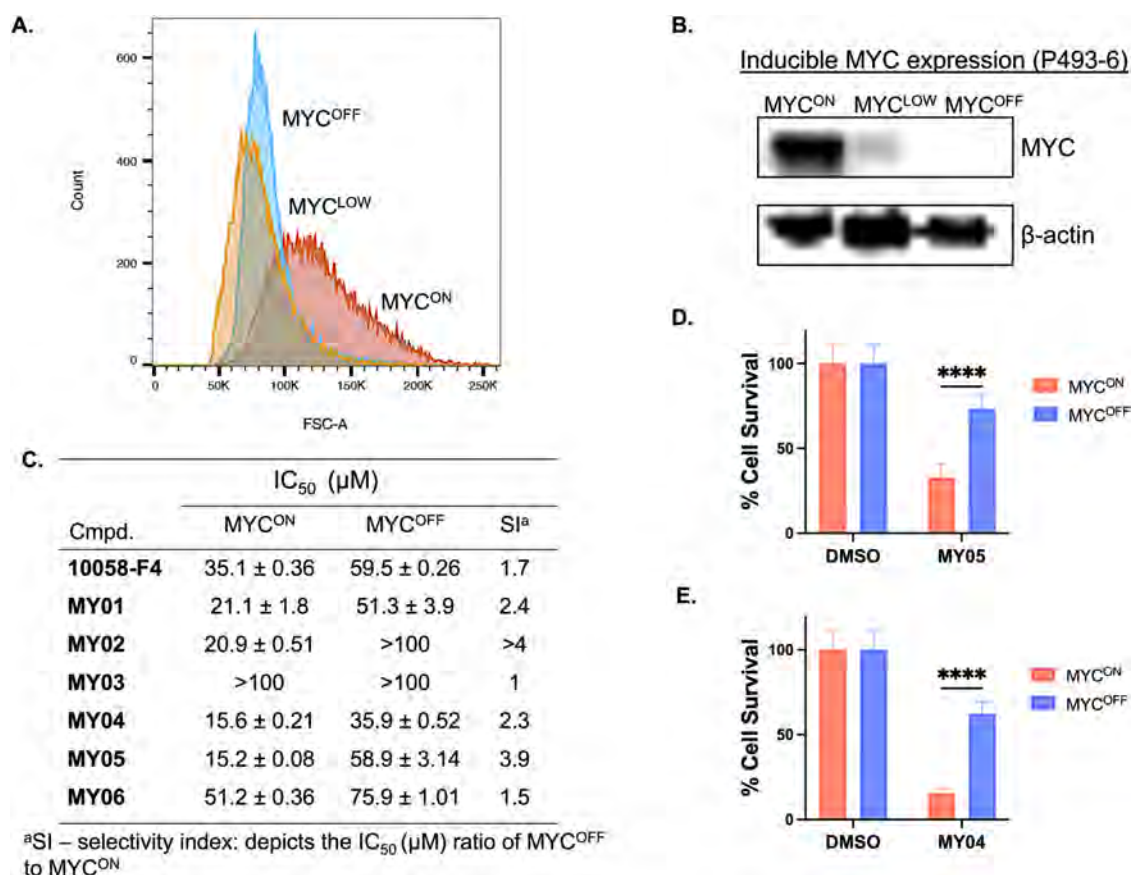 A.
600
400
200
0
Count
0 50K 100K 150K 200K 250K
FSC-A
MYC^OFF
MYC^LOW
MYC^ON
B.
Inducible MYC expression (P493-6)
MYC^ON MYC^LOW MYC^OFF
MYC
β-actin
C.
IC₅₀ (μM)
Cmpd. MYC^ON MYC^OFF SI^a
10058-F4 35.1 ± 0.36 59.5 ± 0.26 1.7
MY01 21.1 ± 1.8 51.3 ± 3.9 2.4
MY02 20.9 ± 0.51 >100 >4
MY03 >100 >100 1
MY04 15.6 ± 0.21 35.9 ± 0.52 2.3
MY05 15.2 ± 0.08 58.9 ± 3.14 3.9
MY06 51.2 ± 0.36 75.9 ± 1.01 1.5
^aSI – selectivity index: depicts the IC₅₀ (μM) ratio of MYC^OFF
to MYC^ON
D.
% Cell Survival
100
50
0
DMSO MY05
****
MYC^ON
MYC^OFF
E.
% Cell Survival
100
50
0
DMSO MY04
****
MYC^ON
MYC^OFF